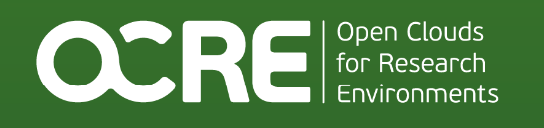 OCRE
Open Clouds
for Research
Environments